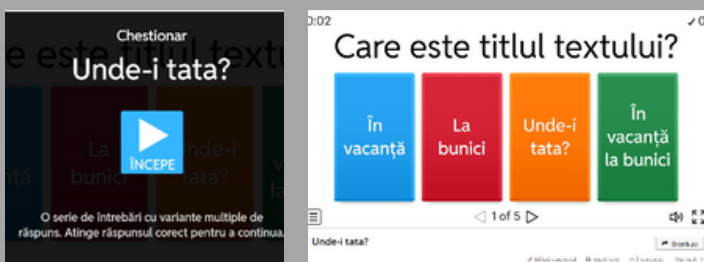 Chestionar
Unde-i tata?
ÎNCEPE
O serie de întrebări cu variante multiple de
răspuns. Atinge răspunsul corect pentru a continua.
0:02
✓ 0
Care este titlul textului?
În
vacanță
La
bunici
Unde-i
tata?
În
vacanță
la bunici
1 of 5
Unde-i tata?